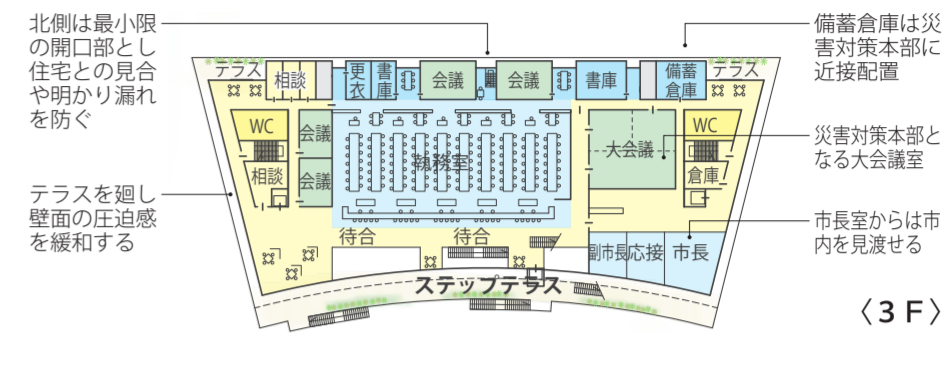 北側は最小限
の開口部とし
住宅との見合
や明かり漏れ
を防ぐ
備蓄倉庫は災
害対策本部に
近接配置
テラス
相談
更衣
書庫
会議
会議
書庫
備蓄
倉庫
テラス
WC
会議
執務室
大会議
WC
災害対策本部と
なる大会議室
相談
会議
倉庫
テラスを廻し
壁面の圧迫感
を緩和する
待合
待合
副市長
応接
市長
市長室からは市
内を見渡せる
ステップテラス
〈3F〉